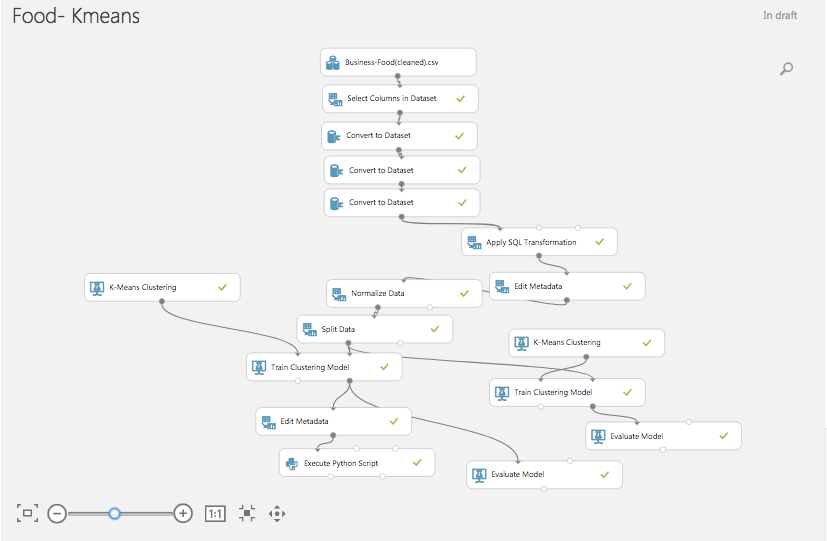 Food- Kmeans
In draft
Business-Food(cleaned).csv
Select Columns in Dataset
Convert to Dataset
Convert to Dataset
Convert to Dataset
Apply SQL Transformation
K-Means Clustering
Normalize Data
Edit Metadata
Split Data
K-Means Clustering
Train Clustering Model
Train Clustering Model
Edit Metadata
Evaluate Model
Execute Python Script
Evaluate Model
1:1